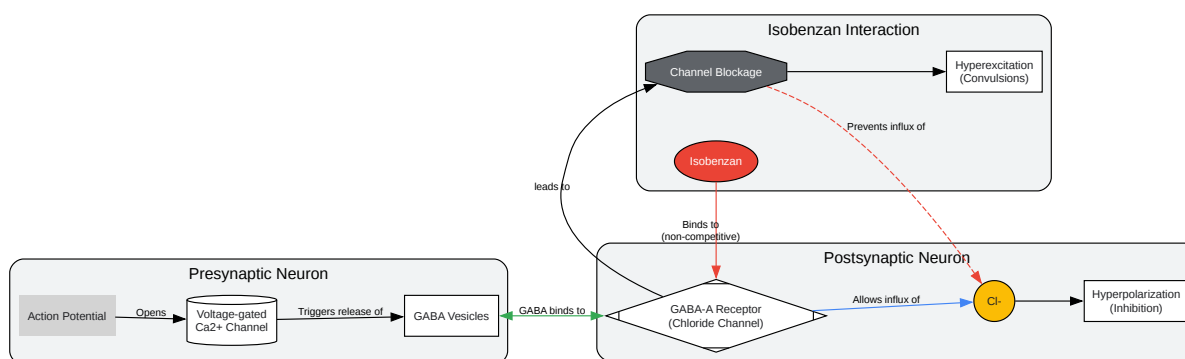 Isobenzan Interaction
Channel Blockage
Hyperexcitation
(Convulsions)
Prevents influx of
Isobenzan
leads to
Binds to
(non-competitive)
Presynaptic Neuron
Action Potential
Opens
Voltage-gated
Ca2+ Channel
Triggers release of
GABA Vesicles
GABA binds to
Postsynaptic Neuron
GABA-A Receptor
(Chloride Channel)
Allows influx of
Cl-
Hyperpolarization
(Inhibition)